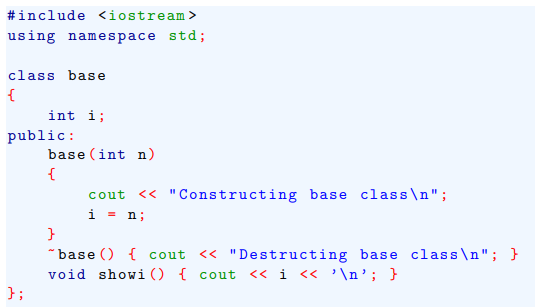 #include <iostream>
using namespace std;

class base
{
    int i;
public:
    base(int n)
    {
        cout << "Constructing base class\n";
        i = n;
    }
    ~base() { cout << "Destructing base class\n"; }
    void showi() { cout << i << ’\n’; }
};